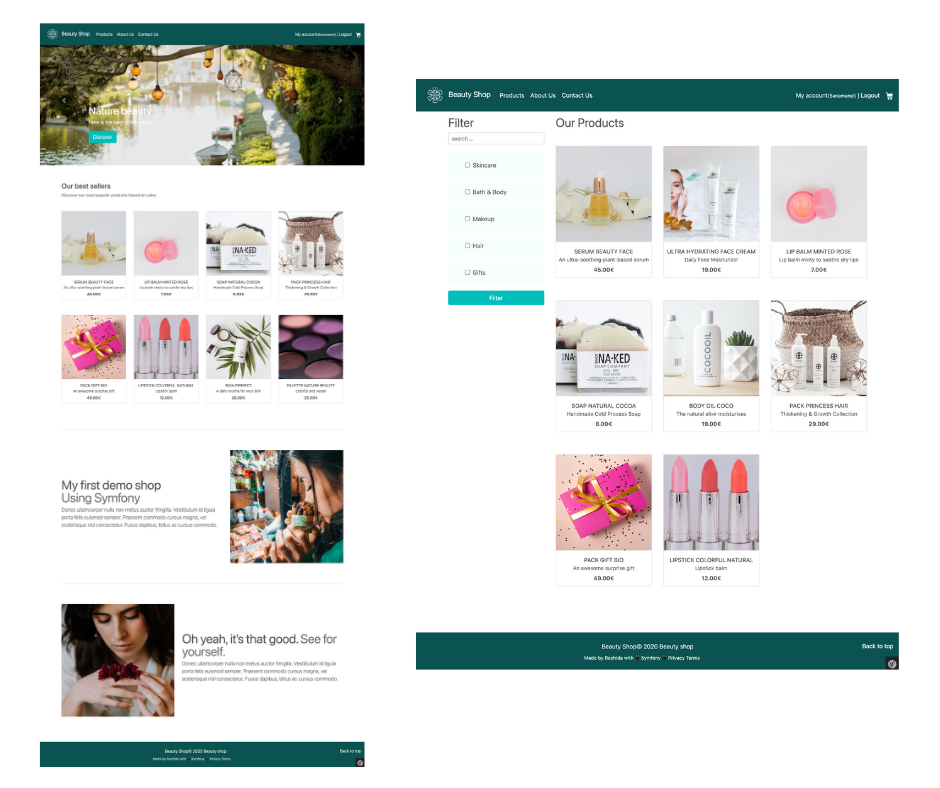 Beauty Shop Products About Us Contact Us
My account(Sanamaind) | Logout
Nature beauty
Here is the best of the nature
Discover
Our best sellers
Discover our most popular products based on sales
SERUM BEAUTY FACE
An ultra-soothing plant-based serum
45.00€
LIP BALM MINTED ROSE
Lip balm minty to soothe dry lips
7.00€
SOAP NATURAL COCOA
Handmade Cold Process Soap
8.00€
PACK PRINCESS HAIR
Thickening & Growth Collection
29.00€
PACK GIFT BIO
An awesome surprise gift
49.00€
LIPSTICK COLORFUL NATURAL
Lipstick balm
12.00€
SKIN PERFECT
A daily routine for your skin
PALETTE NATURE BEAUTY
colorful and vegan
My first demo shop
Using Symfony
Donec ullamcorper nulla non metus auctor fringilla. Vestibulum id ligula
porta felis euismod semper. Praesent commodo cursus magna, vel
scelerisque nisl consectetur. Fusce dapibus, tellus ac cursus commodo.
Oh yeah, it's that good. See for
yourself.
Donec ullamcorper nulla non metus auctor fringilla. Vestibulum id ligula
porta felis euismod semper. Praesent commodo cursus magna, vel
scelerisque nisl consectetur. Fusce dapibus, tellus ac cursus commodo.
Beauty Shop© 2020 Beauty shop
Back to top
Made by Rachida with Symfony Privacy Terms
Beauty Shop Products About Us Contact Us
My account(Sanamaind) | Logout
Filter
search ...
Skincare
Bath & Body
Makeup
Hair
Gifts
Filter
Our Products
SERUM BEAUTY FACE
An ultra-soothing plant-based serum
45.00€
ULTRA HYDRATING FACE CREAM
Daily Face Moisturizer
19.00€
LIP BALM MINTED ROSE
Lip balm minty to soothe dry lips
7.00€
NA·KED
SOAP COMPANY
SOAP NATURAL COCOA
Handmade Cold Process Soap
8.00€
COCOOIL
BODY OIL COCO
The natural elixir moisturises
19.00€
PACK PRINCESS HAIR
Thickening & Growth Collection
29.00€
PACK GIFT BIO
An awesome surprise gift
49.00€
LIPSTICK COLORFUL NATURAL
Lipstick balm
12.00€
Beauty Shop© 2020 Beauty shop
Back to top
Made by Rachida with Symfony Privacy Terms